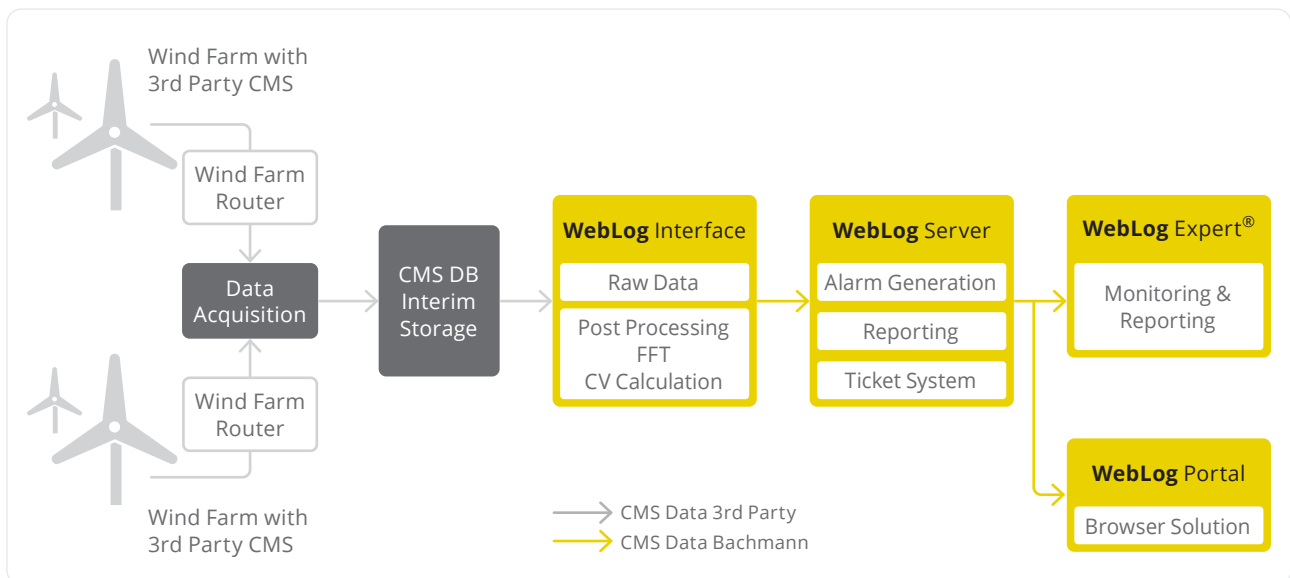 Wind Farm with
3rd Party CMS
Wind Farm
Router
Data
Acquisition
Wind Farm
Router
Wind Farm with
3rd Party CMS
CMS DB
Interim
Storage
WebLog Interface
Raw Data
Post Processing
FFT
CV Calculation
WebLog Server
Alarm Generation
Reporting
Ticket System
WebLog Expert®
Monitoring &
Reporting
WebLog Portal
Browser Solution
CMS Data 3rd Party
CMS Data Bachmann